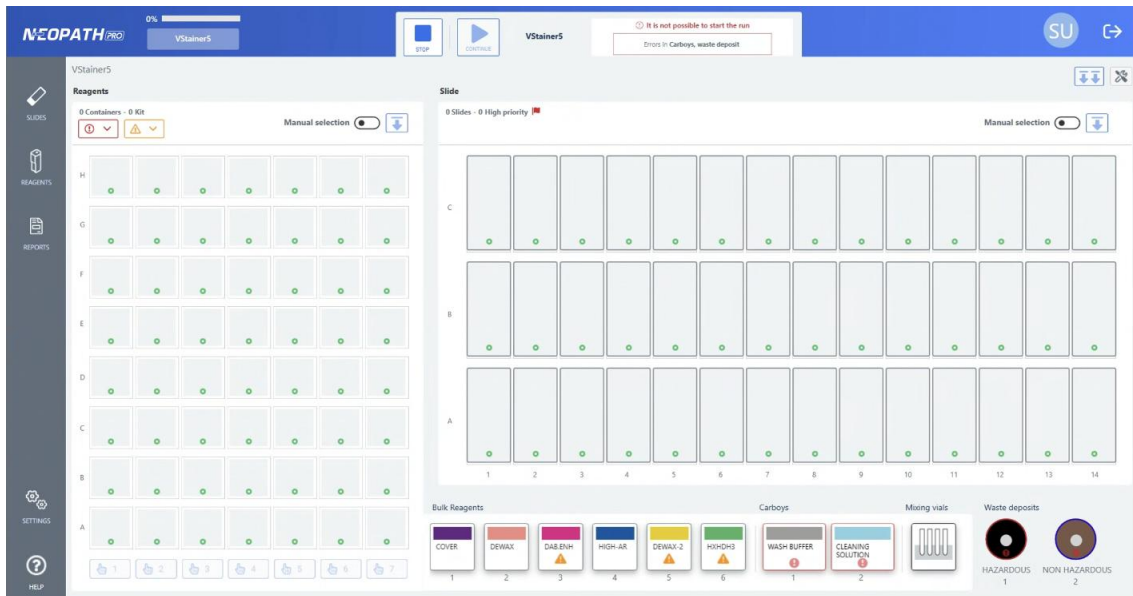 NEOPATH PRO
0%
VStainer5
STOP
CONTINUE
VStainer5
It is not possible to start the run
Errors in Carboys, waste deposit
SU
SLIDES
REAGENTS
REPORTS
SETTINGS
HELP
VStainer5
Reagents
0 Containers - 0 Kit
Manual selection
H
G
F
E
D
C
B
A
1 2 3 4 5 6 7
Slide
0 Slides - 0 High priority
Manual selection
C
B
A
1 2 3 4 5 6 7 8 9 10 11 12 13 14
Bulk Reagents
COVER
1
DEWAX
2
DAB.ENH
3
HIGH-AR
4
DEWAX-2
5
HXHDH3
6
Carboys
WASH BUFFER
1
CLEANING
SOLUTION
2
Mixing vials
Waste deposits
HAZARDOUS
1
NON HAZARDOUS
2